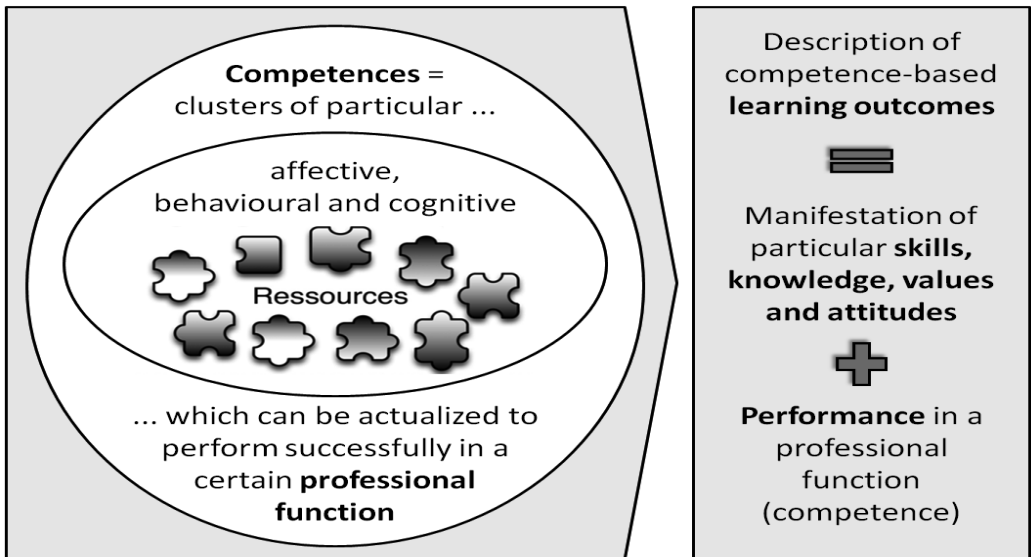 Competences =
clusters of particular ...
affective,
behavioural and cognitive
Ressources
... which can be actualized to
perform successfully in a
certain professional
function
Description of
competence-based
learning outcomes
=
Manifestation of
particular skills,
knowledge, values
and attitudes
+
Performance in a
professional
function
(competence)